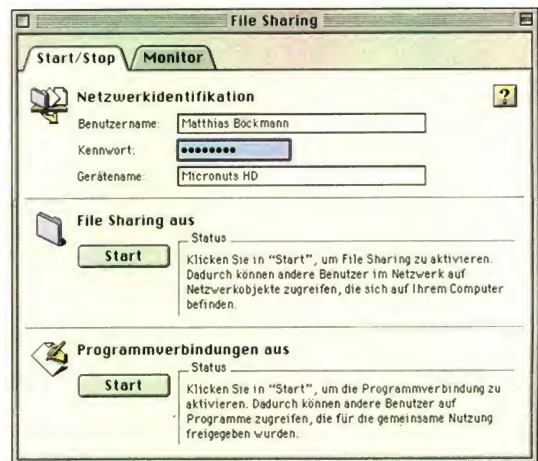 File Sharing
Start/Stop
Monitor
Netzwerkidentifikation
?
Benutzername:
Matthias Böckmann
Kennwort:
••••••••
Gerätename:
Micronuts HD
File Sharing aus
Start
Status
Klicken Sie in "Start", um File Sharing zu aktivieren.
Dadurch können andere Benutzer im Netzwerk auf
Netzwerkobjekte zugreifen, die sich auf Ihrem Computer
befinden.
Programmverbindungen aus
Start
Status
Klicken Sie in "Start", um die Programmverbindung zu
aktivieren. Dadurch können andere Benutzer auf
Programme zugreifen, die für die gemeinsame Nutzung
freigegeben wurden.